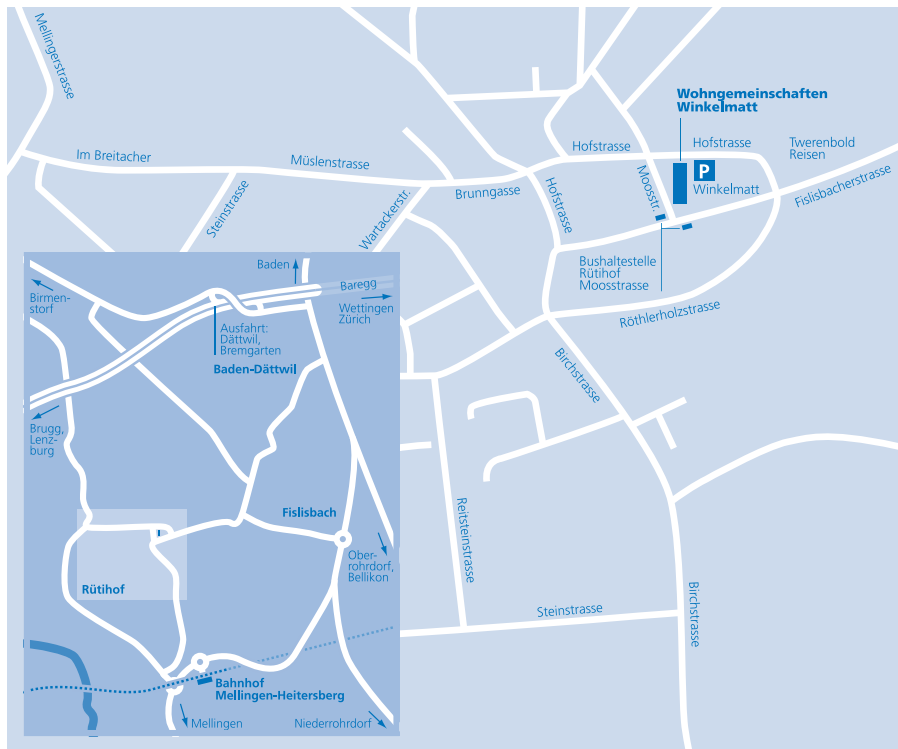 Mellingerstrasse
Wohngemeinschaften
Winkelmatt
Im Breitacher
Müslenstrasse
Hofstrasse
Hofstrasse
Twerenbold
Reisen
P
Winkelmatt
Moosstr.
Fislisbacherstrasse
Steinstrasse
Wartackerstr.
Brunngasse
Hofstrasse
Bushaltestelle
Rütihof
Moosstrasse
Röthlerholzstrasse
Birchstrasse
Reitsteinstrasse
Steinstrasse
Birchstrasse
Baden
Baregg
Birmen-
storf
Wettingen
Zürich
Ausfahrt:
Dättwil,
Bremgarten
Baden-Dättwil
Brugg,
Lenz-
burg
Fislisbach
Ober-
rohrdorf,
Bellikon
Rütihof
Bahnhof
Mellingen-Heitersberg
Mellingen
Niederrohrdorf